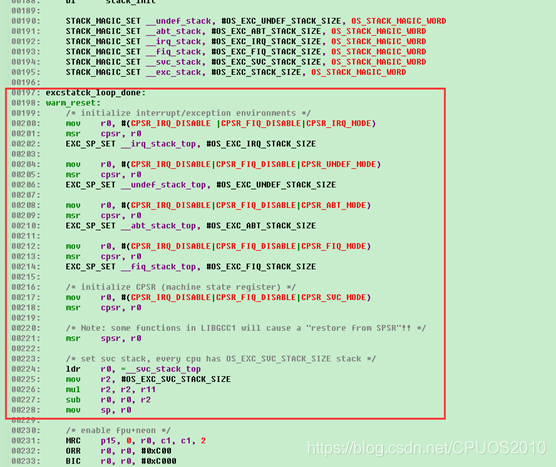 00188:     bl      stack_init
00189:
00190:     STACK_MAGIC_SET __undef_stack, #OS_EXC_UNDEF_STACK_SIZE, OS_STACK_MAGIC_WORD
00191:     STACK_MAGIC_SET __abt_stack, #OS_EXC_ABT_STACK_SIZE, OS_STACK_MAGIC_WORD
00192:     STACK_MAGIC_SET __irq_stack, #OS_EXC_IRQ_STACK_SIZE, OS_STACK_MAGIC_WORD
00193:     STACK_MAGIC_SET __fiq_stack, #OS_EXC_FIQ_STACK_SIZE, OS_STACK_MAGIC_WORD
00194:     STACK_MAGIC_SET __svc_stack, #OS_EXC_SVC_STACK_SIZE, OS_STACK_MAGIC_WORD
00195:     STACK_MAGIC_SET __exc_stack, #OS_EXC_STACK_SIZE, OS_STACK_MAGIC_WORD
00196:
00197: excstatck_loop_done:
00198: warm_reset:
00199:     /* initialize interrupt/exception environments */
00200:     mov    r0, #(CPSR_IRQ_DISABLE |CPSR_FIQ_DISABLE|CPSR_IRQ_MODE)
00201:     msr    cpsr, r0
00202:     EXC_SP_SET __irq_stack_top, #OS_EXC_IRQ_STACK_SIZE
00203:
00204:     mov    r0, #(CPSR_IRQ_DISABLE|CPSR_FIQ_DISABLE|CPSR_UNDEF_MODE)
00205:     msr    cpsr, r0
00206:     EXC_SP_SET __undef_stack_top, #OS_EXC_UNDEF_STACK_SIZE
00207:
00208:     mov    r0, #(CPSR_IRQ_DISABLE|CPSR_FIQ_DISABLE|CPSR_ABT_MODE)
00209:     msr    cpsr, r0
00210:     EXC_SP_SET __abt_stack_top, #OS_EXC_ABT_STACK_SIZE
00211:
00212:     mov    r0, #(CPSR_IRQ_DISABLE|CPSR_FIQ_DISABLE|CPSR_FIQ_MODE)
00213:     msr    cpsr, r0
00214:     EXC_SP_SET __fiq_stack_top, #OS_EXC_FIQ_STACK_SIZE
00215:
00216:     /* initialize CPSR (machine state register) */
00217:     mov    r0, #(CPSR_IRQ_DISABLE|CPSR_FIQ_DISABLE|CPSR_SVC_MODE)
00218:     msr    cpsr, r0
00219:
00220:     /* Note: some functions in LIBGCC1 will cause a "restore from SPSR"!! */
00221:     msr    spsr, r0
00222:
00223:     /* set svc stack, every cpu has OS_EXC_SVC_STACK_SIZE stack */
00224:     ldr    r0, =__svc_stack_top
00225:     mov    r2, #OS_EXC_SVC_STACK_SIZE
00226:     mul    r2, r2, r11
00227:     sub    r0, r0, r2
00228:     mov    sp, r0
00229:
00230:     /* enable fpu+neon */
00231:     MRC    p15, 0, r0, c1, c1, 2
00232:     ORR    r0, r0, #0xC00
00233:     BIC    r0, r0, #0xC000
https://blog.csdn.net/CPUOS2010